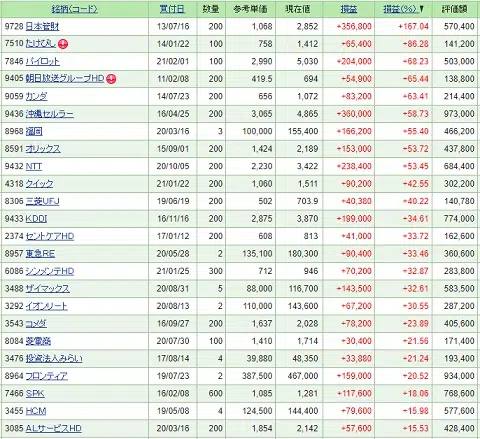 銘柄(コード) 買付日 数量 参考単価 現在値 損益 損益(%)▼ 評価額
9728 日本管財 13/07/16 200 1,068 2,852 +356,800 +167.04 570,400
7510 たけびし 14/01/22 100 758 1,412 +65,400 +86.28 141,200
7846 パイロット 21/02/01 100 2,990 5,030 +204,000 +68.23 503,000
9405 朝日放送グループHD 11/02/08 200 419.5 694 +54,900 +65.44 138,800
9059 カンダ 14/07/23 200 656 1,072 +83,200 +63.41 214,400
9436 沖縄セルラー 16/04/25 200 3,065 4,865 +360,000 +58.73 973,000
8968 福岡 20/03/16 3 100,000 155,400 +166,200 +55.40 466,200
8591 オリックス 15/09/01 200 1,424 2,189 +153,000 +53.72 437,800
9432 NTT 20/10/05 200 2,230 3,422 +238,400 +53.45 684,400
4318 クイック 21/01/22 200 1,060 1,511 +90,200 +42.55 302,200
8306 三菱UFJ 19/06/19 200 502 703.9 +40,380 +40.22 140,780
9433 KDDI 16/11/16 200 2,875 3,870 +199,000 +34.61 774,000
2374 セントケアHD 17/01/12 200 608 813 +41,000 +33.72 162,600
8957 東急RE 20/05/28 2 135,100 180,300 +90,400 +33.46 360,600
6086 シンメンテHD 21/01/25 300 712 946 +70,200 +32.87 283,800
3488 ザイマックス 20/08/31 5 88,000 116,700 +143,500 +32.61 583,500
3292 イオンリート 20/08/13 2 110,000 143,600 +67,200 +30.55 287,200
3543 コメダ 16/09/27 200 1,637 2,028 +78,200 +23.89 405,600
8084 菱電商 20/07/30 100 1,410 1,714 +30,400 +21.56 171,400
3476 投資法人みらい 17/08/14 4 39,880 48,350 +33,880 +21.24 193,400
8964 フロンティア 19/07/23 2 387,500 467,000 +159,000 +20.52 934,000
7466 SPK 16/02/08 600 1,085 1,281 +117,600 +18.06 768,600
3455 HCM 19/05/08 4 124,500 144,400 +79,600 +15.98 577,600
3085 ALサービスHD 20/03/16 200 1,854 2,142 +57,600 +15.53 428,400